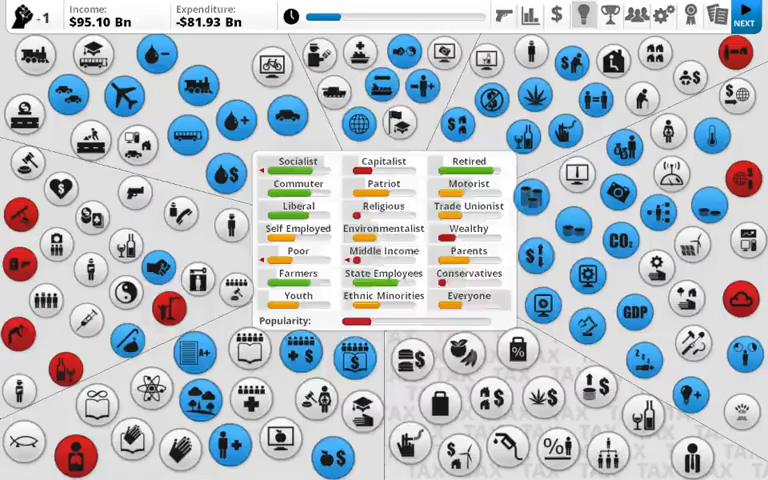 Income:
$95.10 Bn
Expenditure:
-$81.93 Bn
+1
NEXT
Socialist
Capitalist
Retired
Commuter
Patriot
Motorist
Liberal
Religious
Trade Unionist
Self Employed
Environmentalist
Wealthy
Poor
Middle Income
Parents
Farmers
State Employees
Conservatives
Youth
Ethnic Minorities
Everyone
Popularity:
CO₂
GDP
A+
TAX TAX TAX